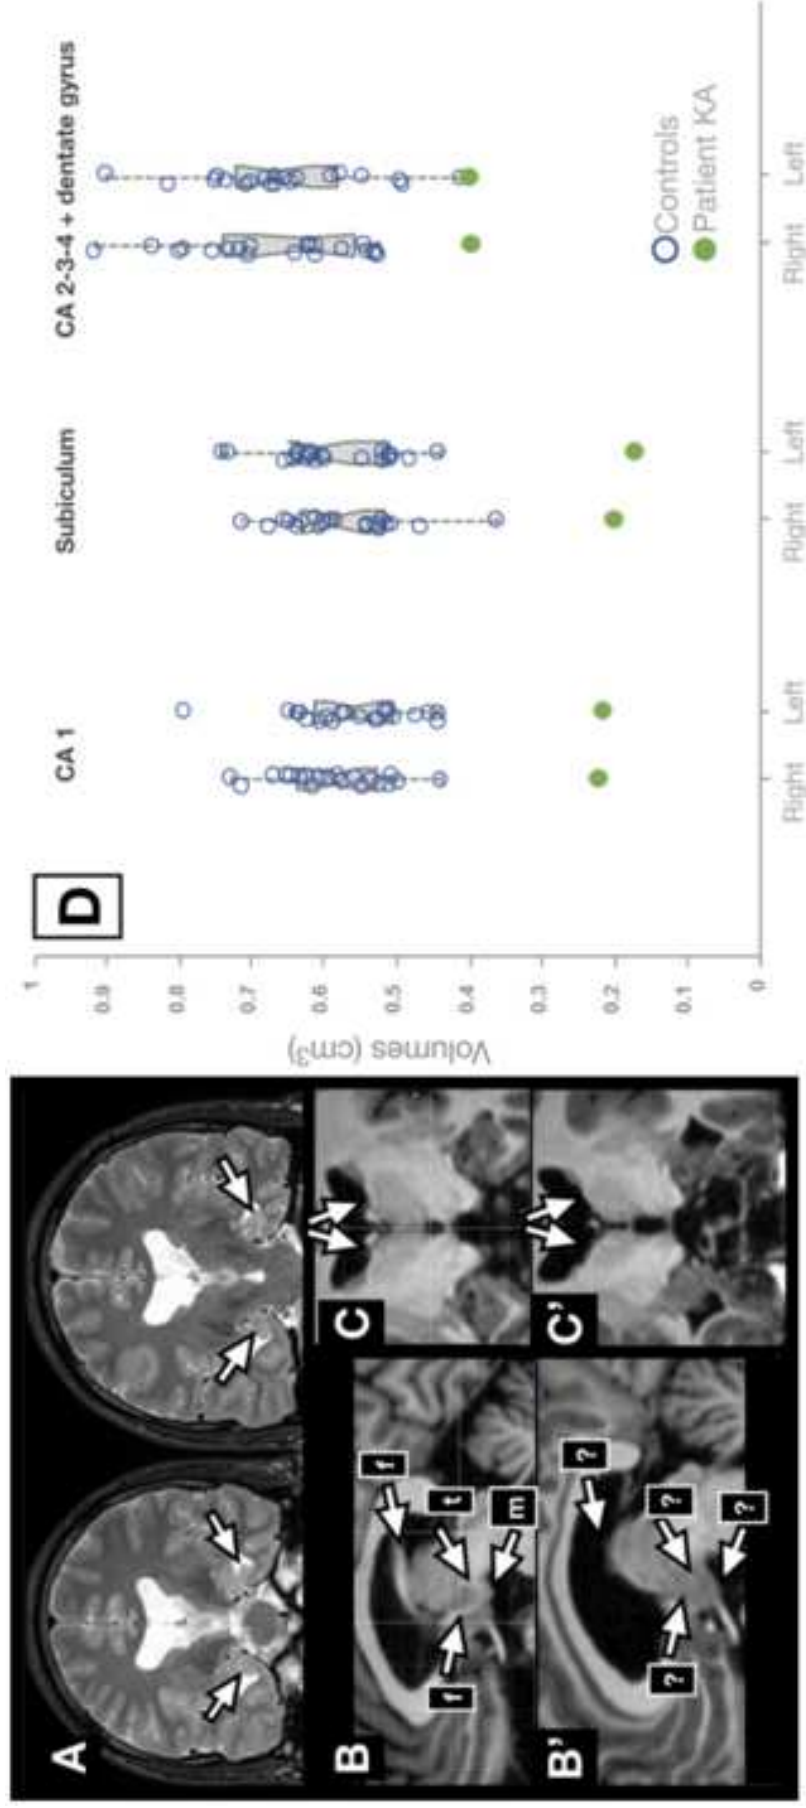 A
B
f
t
m
f
B'
?
?
?
?
C
C'
D
CA 1
Subiculum
CA 2-3-4 + dentate gyrus
Volumes (cm3)
1
0.9
0.8
0.7
0.6
0.5
0.4
0.3
0.2
0.1
0
Controls
Patient KA
Right Left
Right Left
Right Left